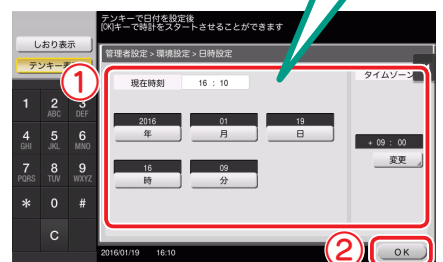 テンキーで日付を設定後
[OK]キーで時計をスタートさせることができます
しおり表示
管理者設定 > 環境設定 > 日時設定
テンキー表
①
現在時刻
16 : 10
タイムゾーン
1
2
ABC
3
DEF
2016
01
19
年
月
日
4
GHI
5
JKL
6
MNO
+ 09 : 00
変更
7
PQRS
8
TUV
9
WXYZ
16
09
時
分
*
0
#
C
2016/01/19 16:10
②
OK